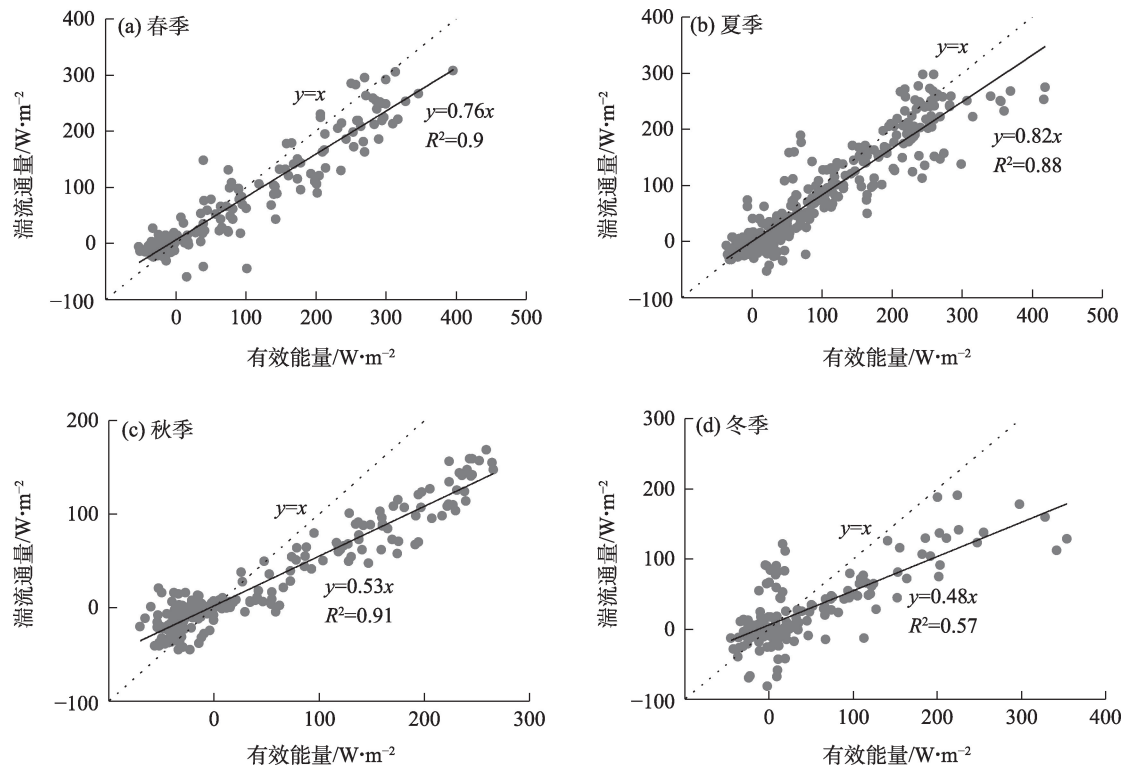 (a) 春季
400
300
200
100
0
−100
0 100 200 300 400 500
湍流通量/W·m⁻²
有效能量/W·m⁻²
y=x
y=0.76x
R²=0.9
(b) 夏季
400
300
200
100
0
−100
0 100 200 300 400 500
湍流通量/W·m⁻²
有效能量/W·m⁻²
y=x
y=0.82x
R²=0.88
(c) 秋季
200
100
0
−100
0 100 200 300
湍流通量/W·m⁻²
有效能量/W·m⁻²
y=x
y=0.53x
R²=0.91
(d) 冬季
300
200
100
0
−100
0 100 200 300 400
湍流通量/W·m⁻²
有效能量/W·m⁻²
y=x
y=0.48x
R²=0.57